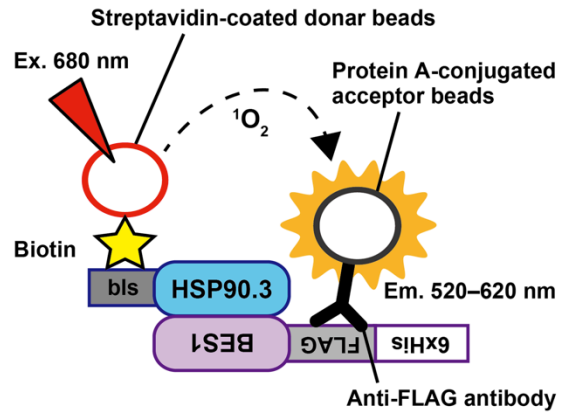 Streptavidin-coated donar beads
Ex. 680 nm
Protein A-conjugated
acceptor beads
¹O₂
Biotin
bls
HSP90.3
Em. 520–620 nm
BES1
FLAG
6xHis
Anti-FLAG antibody